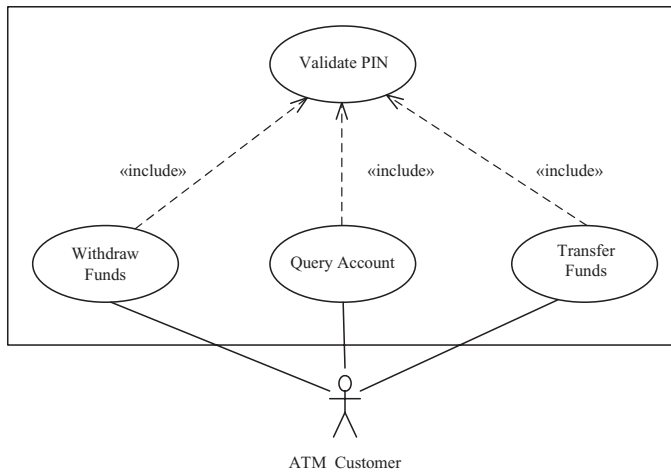 Validate PIN
«include»
«include»
«include»
Withdraw
Funds
Query Account
Transfer
Funds
ATM Customer